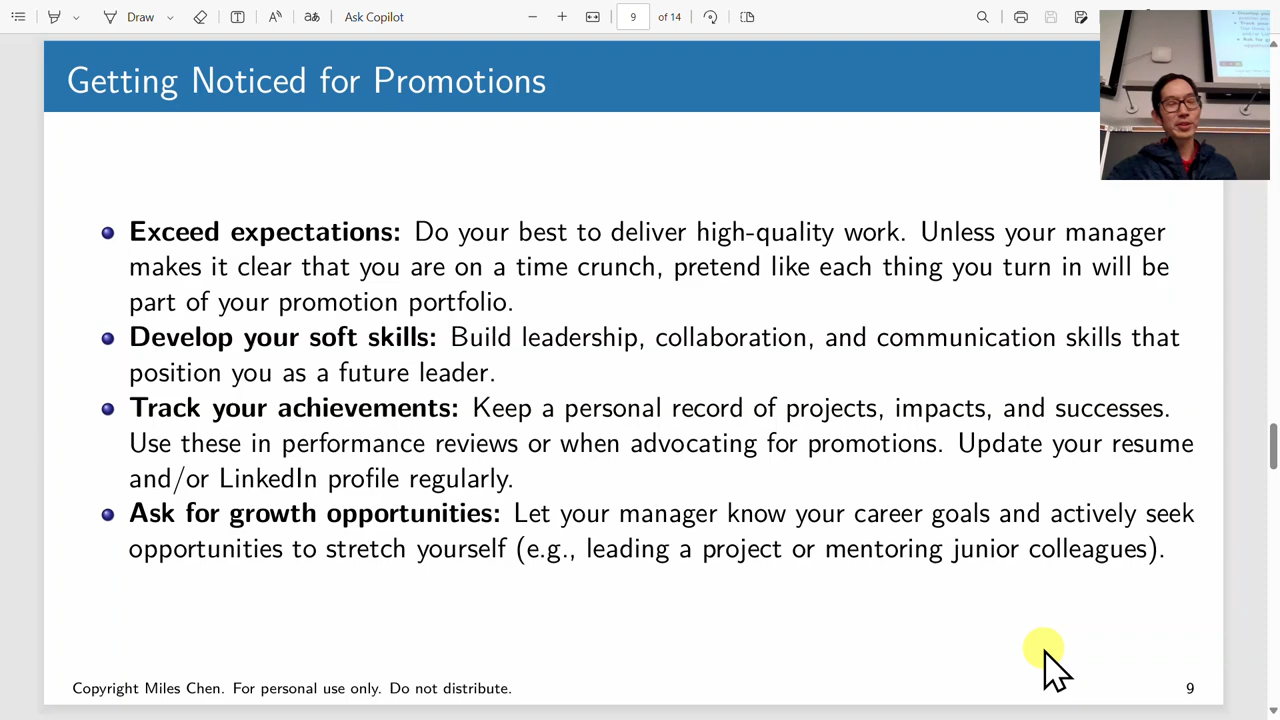 Draw
Ask Copilot
9 of 14
Getting Noticed for Promotions
Exceed expectations: Do your best to deliver high-quality work. Unless your manager
makes it clear that you are on a time crunch, pretend like each thing you turn in will be
part of your promotion portfolio.
Develop your soft skills: Build leadership, collaboration, and communication skills that
position you as a future leader.
Track your achievements: Keep a personal record of projects, impacts, and successes.
Use these in performance reviews or when advocating for promotions. Update your resume
and/or LinkedIn profile regularly.
Ask for growth opportunities: Let your manager know your career goals and actively seek
opportunities to stretch yourself (e.g., leading a project or mentoring junior colleagues).
Copyright Miles Chen. For personal use only. Do not distribute.
9